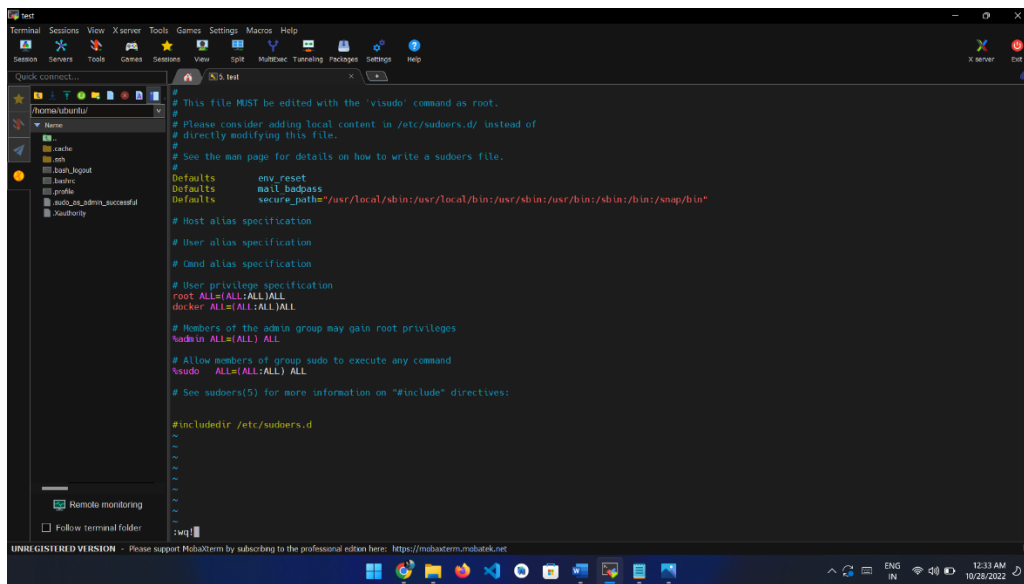 test
Terminal Sessions View X server Tools Games Settings Macros Help
Session Servers Tools Games Sessions View Split MultiExec Tunneling Packages Settings Help X server Exit
Quick connect...
5. test
/home/ubuntu/
Name
..
.cache
.ssh
.bash_logout
.bashrc
.profile
.sudo_as_admin_successful
.Xauthority
#
# This file MUST be edited with the 'visudo' command as root.
#
# Please consider adding local content in /etc/sudoers.d/ instead of
# directly modifying this file.
#
# See the man page for details on how to write a sudoers file.
#
Defaults env_reset
Defaults mail_badpass
Defaults secure_path="/usr/local/sbin:/usr/local/bin:/usr/sbin:/usr/bin:/sbin:/bin:/snap/bin"
# Host alias specification
# User alias specification
# Cmnd alias specification
# User privilege specification
root ALL=(ALL:ALL)ALL
docker ALL=(ALL:ALL)ALL
# Members of the admin group may gain root privileges
%admin ALL=(ALL) ALL
# Allow members of group sudo to execute any command
%sudo ALL=(ALL:ALL) ALL
# See sudoers(5) for more information on "#include" directives:
#includedir /etc/sudoers.d
~
~
~
~
~
~
~
~
~
:wq!
Remote monitoring
Follow terminal folder
UNREGISTERED VERSION - Please support MobaXterm by subscribing to the professional edition here: https://mobaxterm.mobatek.net
ENG
IN
12:33 AM
10/28/2022